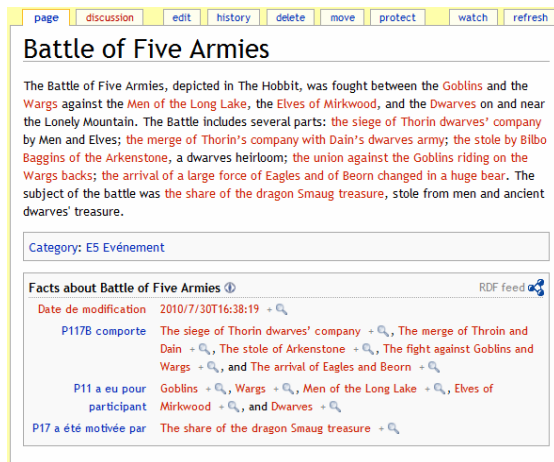 page discussion edit history delete move protect watch refresh
Battle of Five Armies
The Battle of Five Armies, depicted in The Hobbit, was fought between the Goblins and the
Wargs against the Men of the Long Lake, the Elves of Mirkwood, and the Dwarves on and near
the Lonely Mountain. The Battle includes several parts: the siege of Thorin dwarves' company
by Men and Elves; the merge of Thorin's company with Dain's dwarves army; the stole by Bilbo
Baggins of the Arkenstone, a dwarves heirloom; the union against the Goblins riding on the
Wargs backs; the arrival of a large force of Eagles and of Beorn changed in a huge bear. The
subject of the battle was the share of the dragon Smaug treasure, stole from men and ancient
dwarves' treasure.
Category: E5 Evénement
Facts about Battle of Five Armies RDF feed
Date de modification 2010/7/30T16:38:19 +
P117B comporte The siege of Thorin dwarves' company + , The merge of Throin and
Dain + , The stole of Arkenstone + , The fight against Goblins and
Wargs + , and The arrival of Eagles and Beorn +
P11 a eu pour Goblins + , Wargs + , Men of the Long Lake + , Elves of
participant Mirkwood + , and Dwarves +
P17 a été motivée par The share of the dragon Smaug treasure +